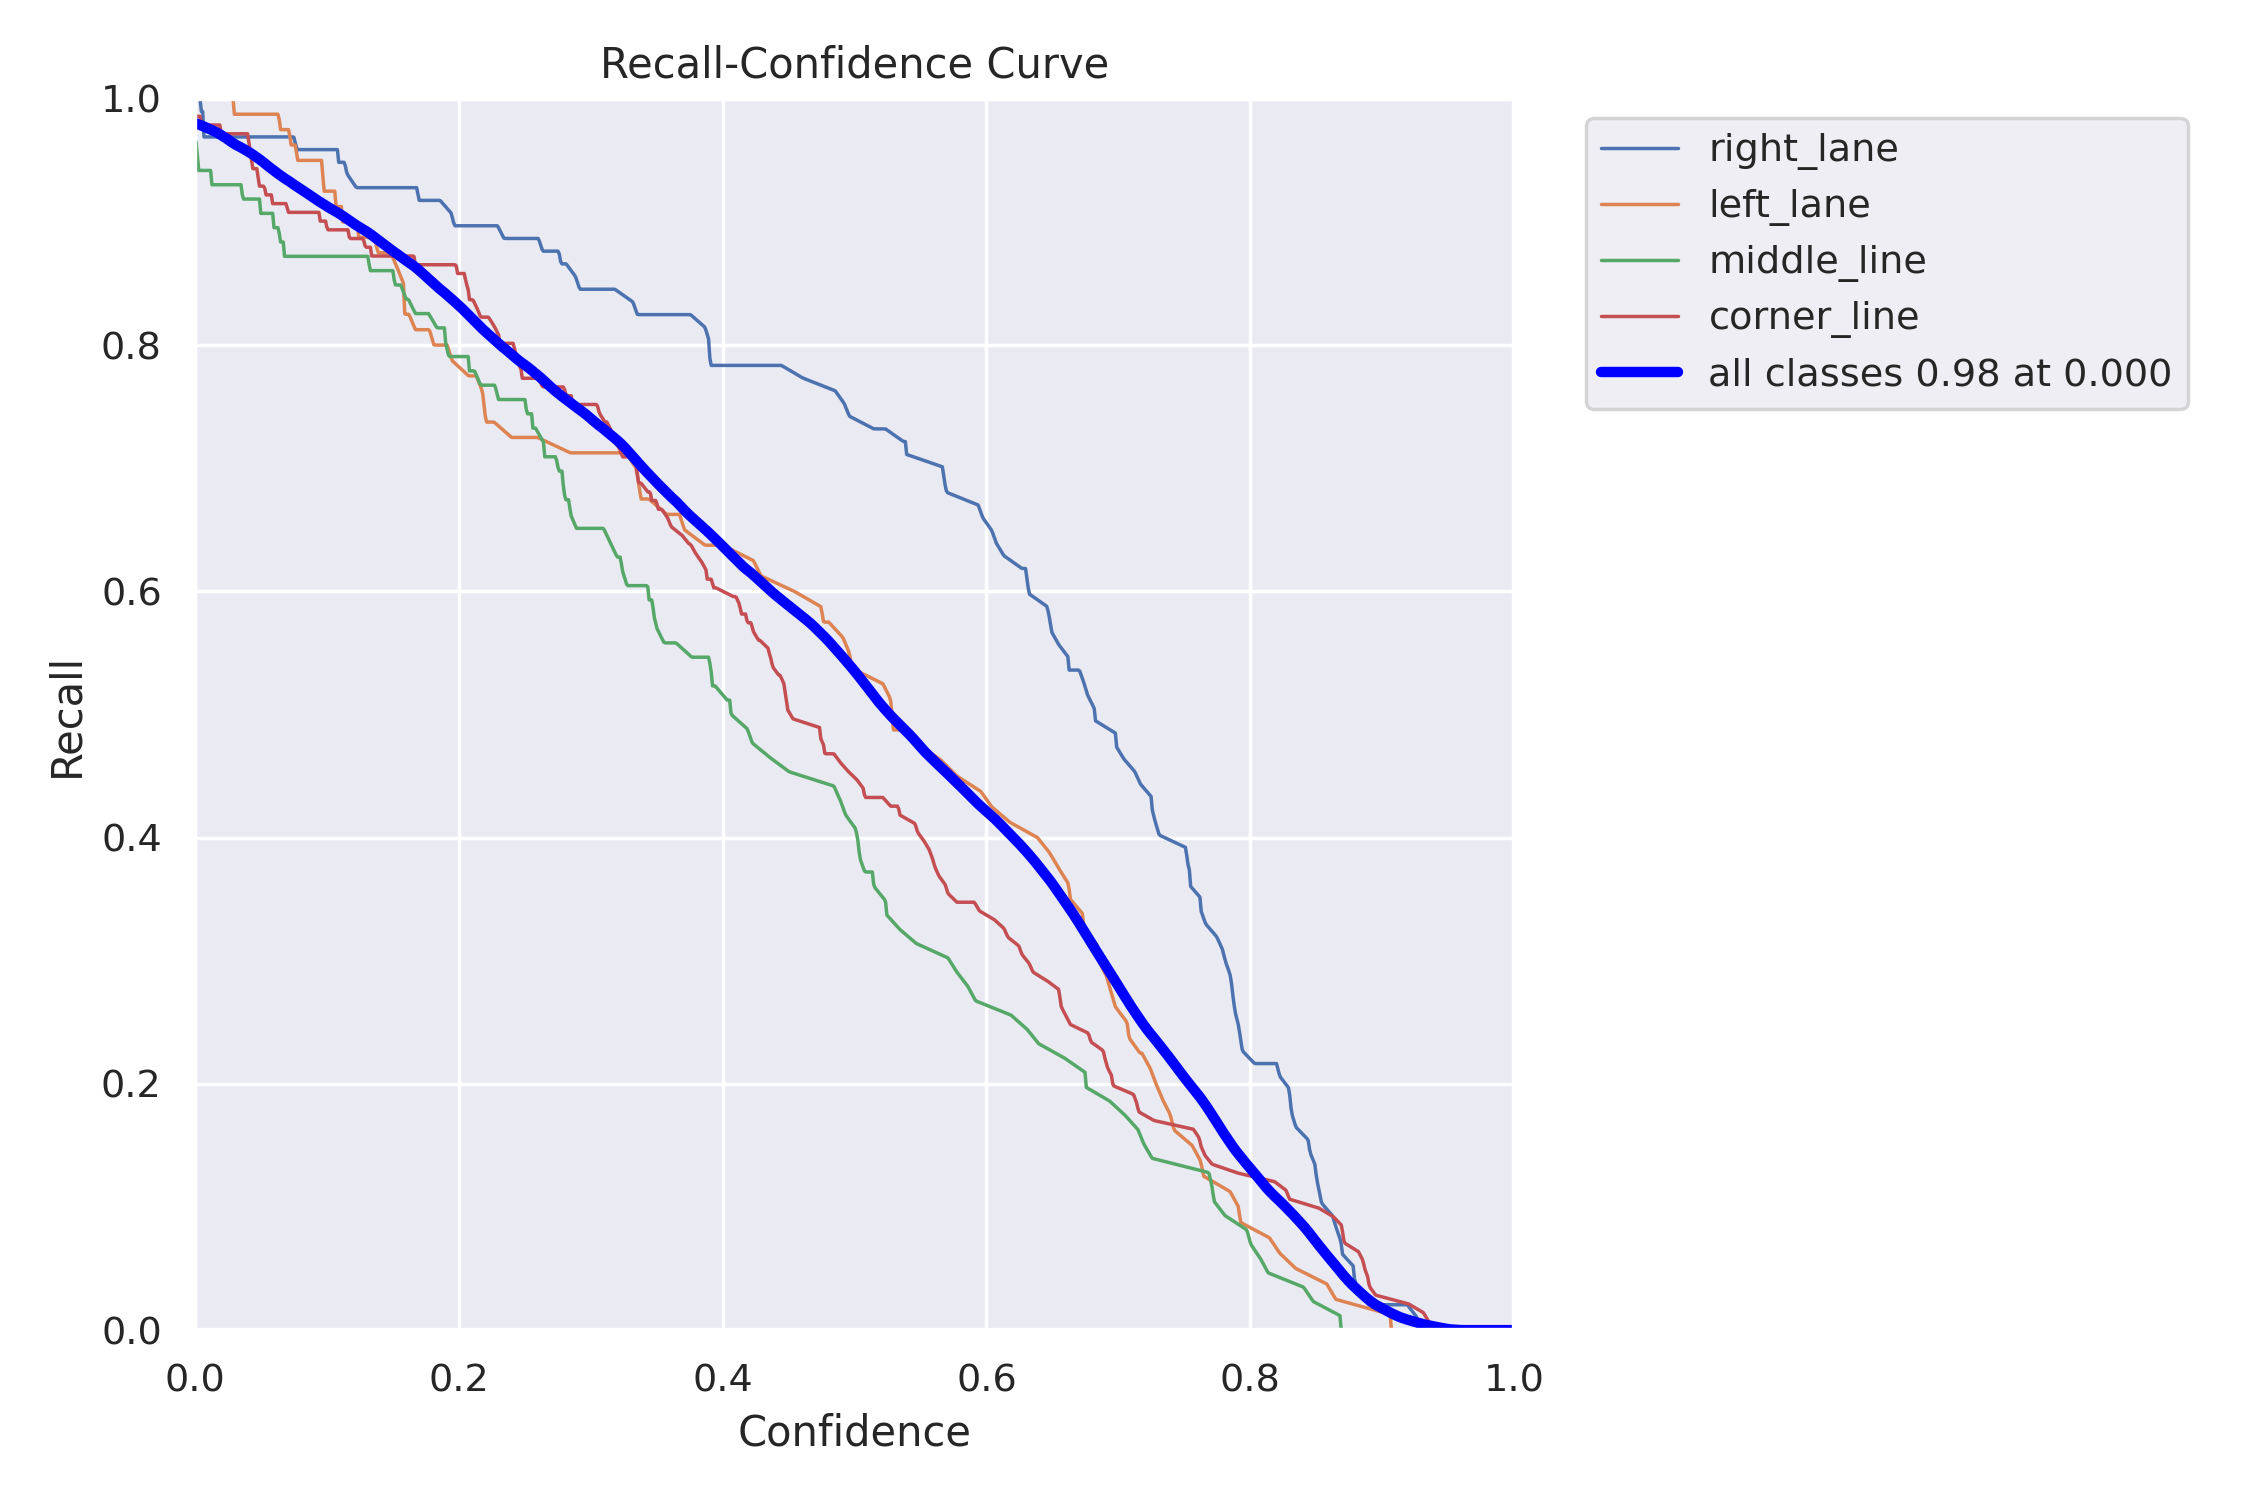 Recall-Confidence Curve
1.0
0.8
0.6
0.4
0.2
0.0
Recall
0.0 0.2 0.4 0.6 0.8 1.0
Confidence
right_lane
left_lane
middle_line
corner_line
all classes 0.98 at 0.000